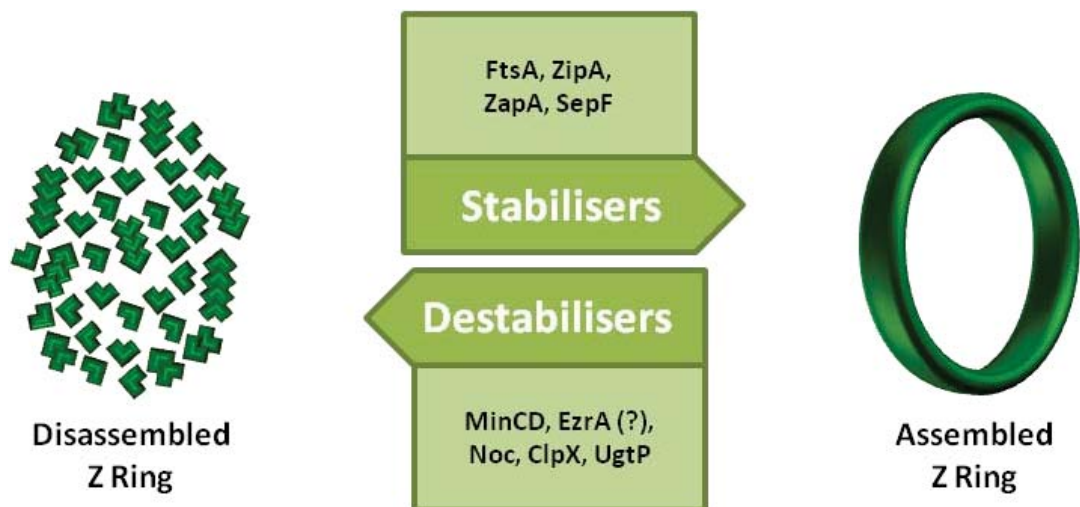 FtsA, ZipA,
ZapA, SepF
Stabilisers
Destabilisers
MinCD, EzrA (?),
Noc, ClpX, UgtP
Disassembled
Z Ring
Assembled
Z Ring